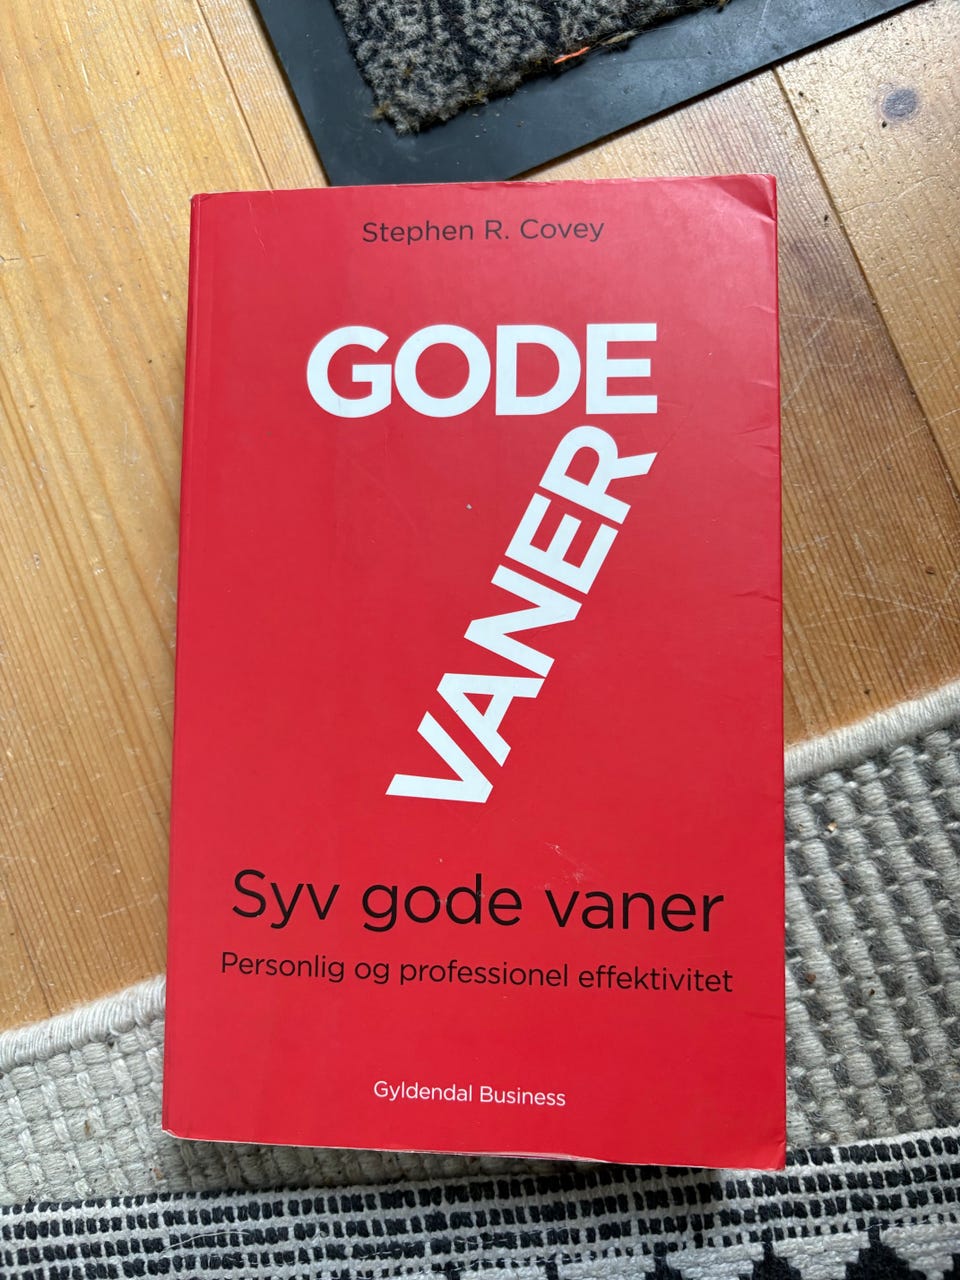 Stephen R. Covey
GODE
VANER
Syv gode vaner
Personlig og professionel effektivitet
Gyldendal Business